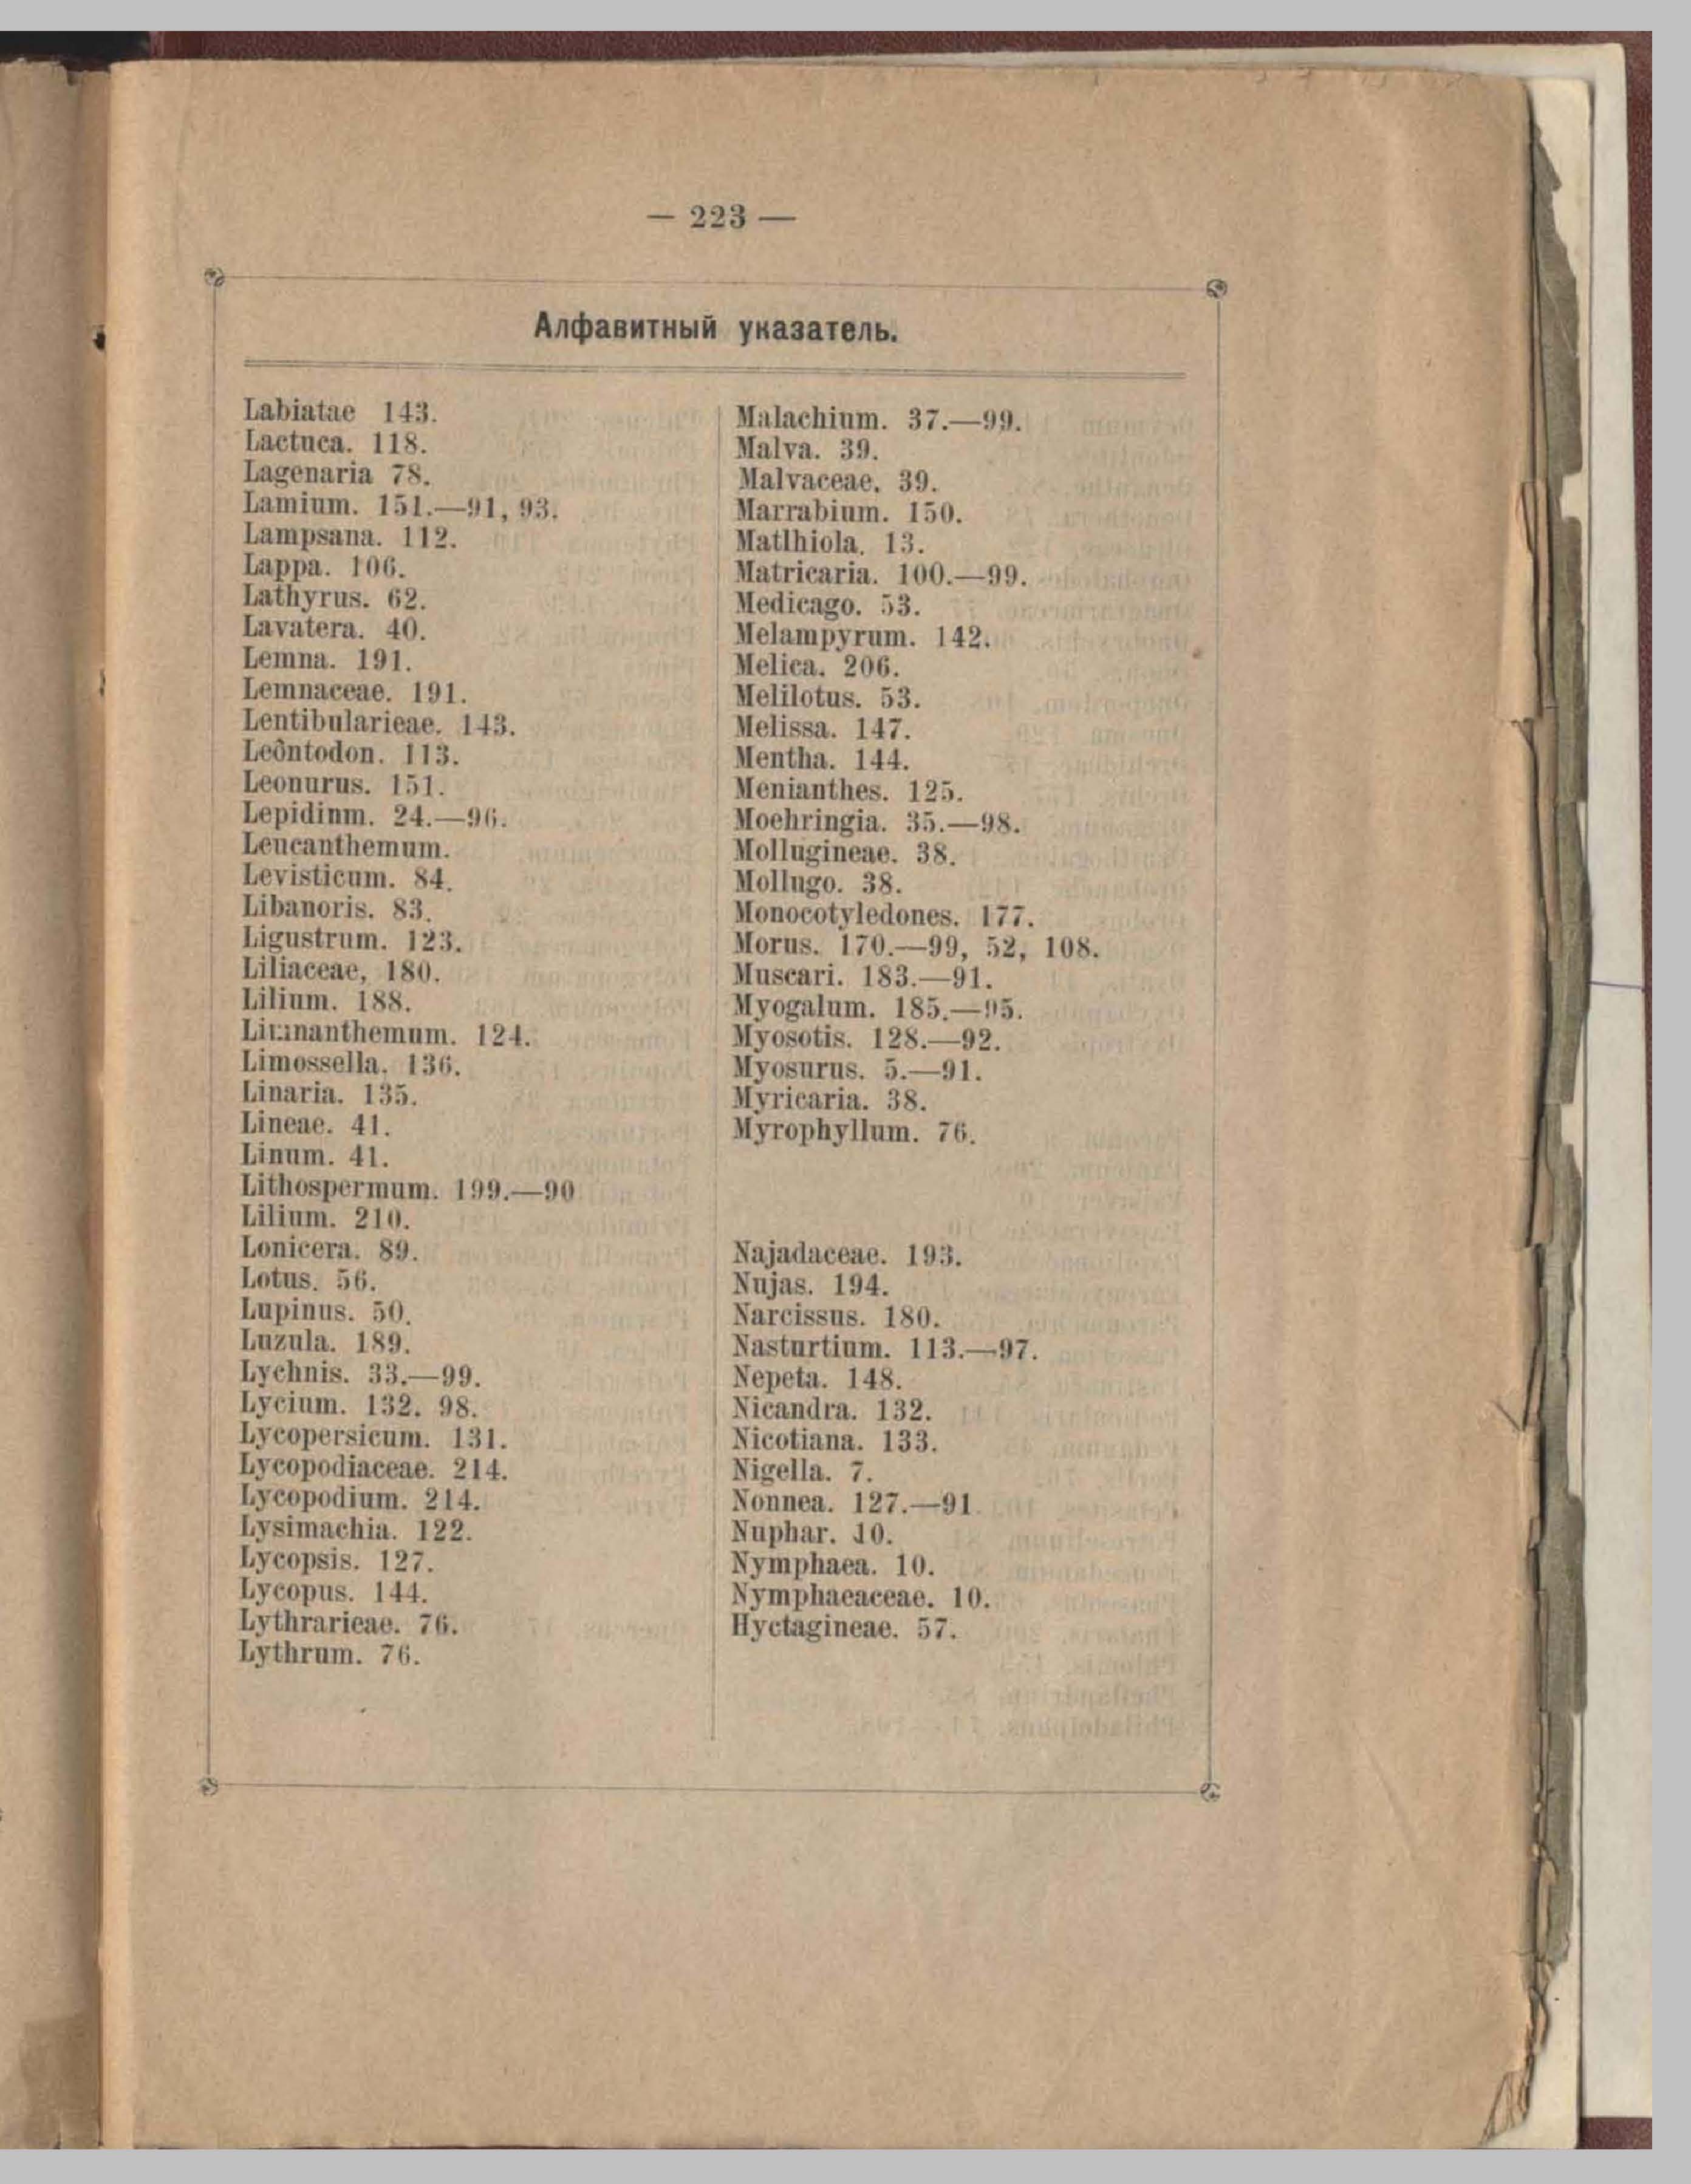 — 223 —
Алфавитный указатель.
Labiatae 143.
Lactuca. 118.
Lagenaria 78.
Lamium. 151.—91, 93.
Lampsana. 112.
Lappa. 106.
Lathyrus. 62.
Lavatera. 40.
Lemna. 191.
Lemnaceae. 191.
Lentibularieae. 143.
Leôntodon. 113.
Leonurus. 151.
Lepidinm. 24.—96.
Leucanthemum.
Levisticum. 84.
Libanoris. 83.
Ligustrum. 123.
Liliaceae, 180.
Lilium. 188.
Limnanthemum. 124.
Limossella. 136.
Linaria. 135.
Lineae. 41.
Linum. 41.
Lithospermum. 199.—90
Lilium. 210.
Lonicera. 89.
Lotus. 56.
Lupinus. 50.
Luzula. 189.
Lychnis. 33.—99.
Lycium. 132. 98.
Lycopersicum. 131.
Lycopodiaceae. 214.
Lycopodium. 214.
Lysimachia. 122.
Lycopsis. 127.
Lycopus. 144.
Lythrarieae. 76.
Lythrum. 76.
Malachium. 37.—99.
Malva. 39.
Malvaceae. 39.
Marrabium. 150.
Matlhiola. 13.
Matricaria. 100.—99.
Medicago. 53.
Melampyrum. 142.
Melica. 206.
Melilotus. 53.
Melissa. 147.
Mentha. 144.
Menianthes. 125.
Moehringia. 35.—98.
Mollugineae. 38.
Mollugo. 38.
Monocotyledones. 177.
Morus. 170.—99, 52, 108.
Muscari. 183.—91.
Myogalum. 185.—95.
Myosotis. 128.—92.
Myosurus. 5.—91.
Myricaria. 38.
Myrophyllum. 76.
Najadaceae. 193.
Nujas. 194.
Narcissus. 180.
Nasturtium. 113.—97.
Nepeta. 148.
Nicandra. 132.
Nicotiana. 133.
Nigella. 7.
Nonnea. 127.—91.
Nuphar. 10.
Nymphaea. 10.
Nymphaeaceae. 10.
Hyctagineae. 57.